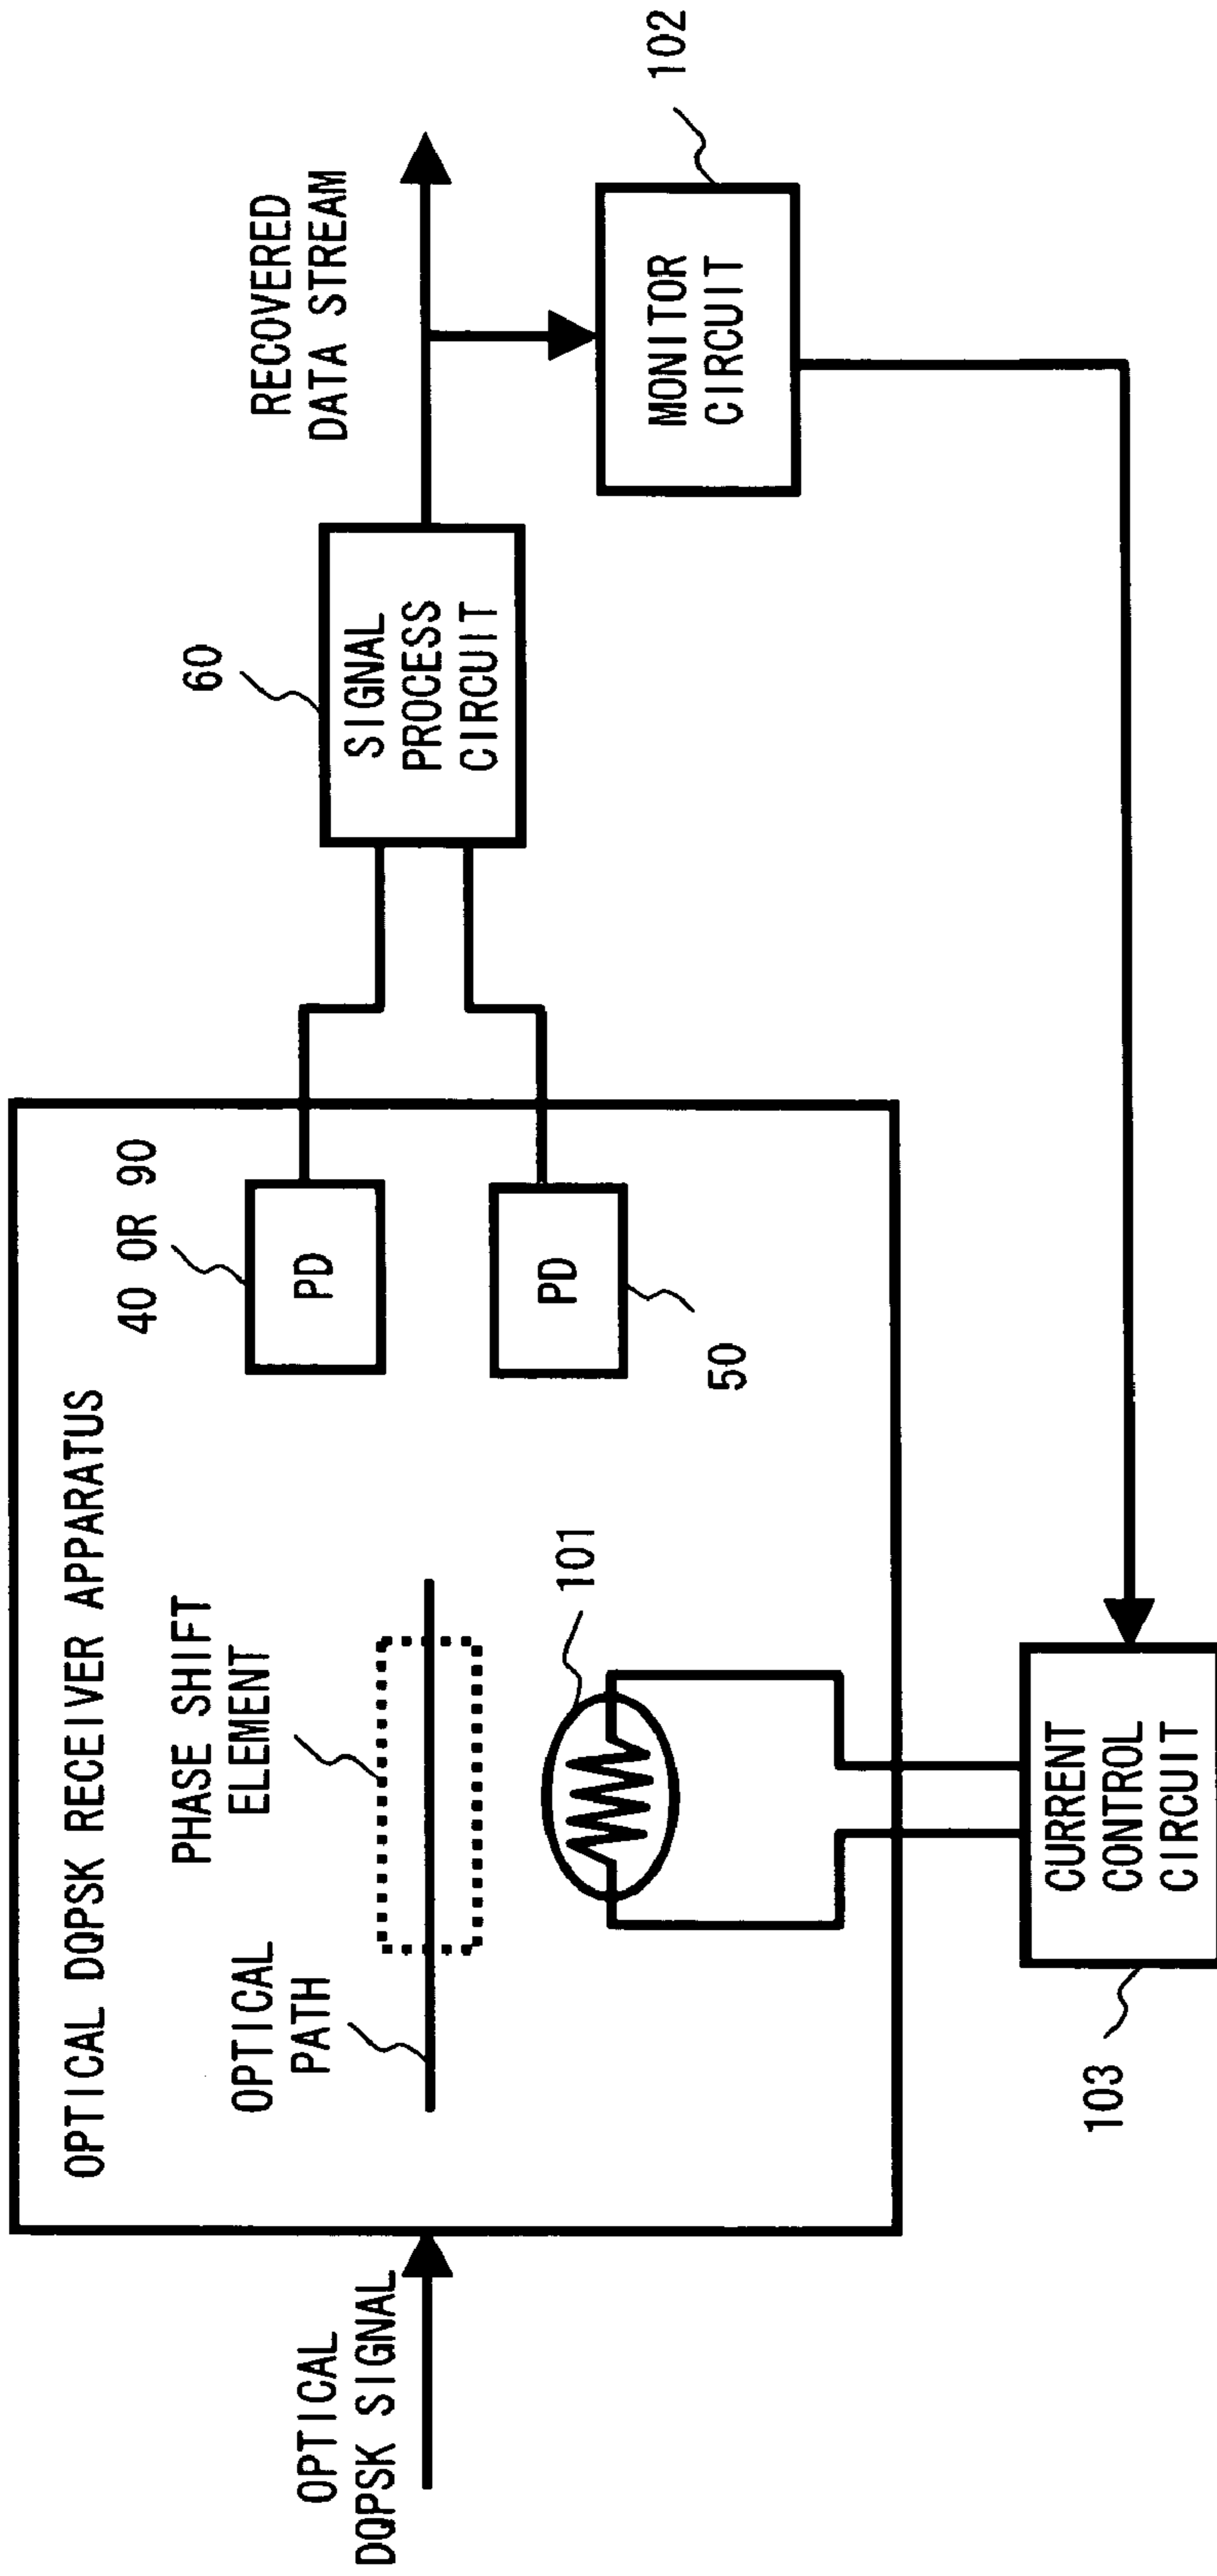 OPTICAL
DQPSK SIGNAL
OPTICAL DQPSK RECEIVER APPARATUS
OPTICAL
PATH
PHASE SHIFT
ELEMENT
101
40 OR 90
PD
PD
50
60
SIGNAL
PROCESS
CIRCUIT
RECOVERED
DATA STREAM
MONITOR
CIRCUIT
102
CURRENT
CONTROL
CIRCUIT
103